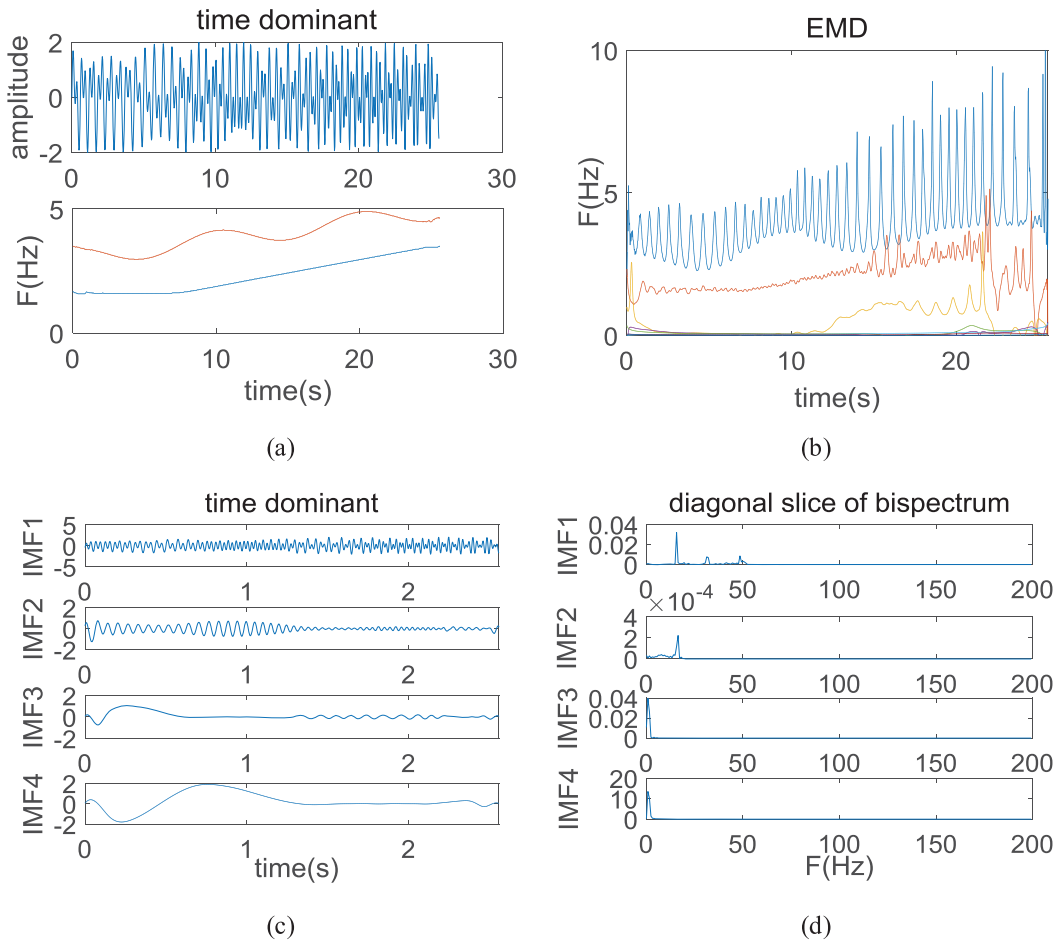 time dominant
amplitude
2
0
-2
0 10 20 30
F(Hz)
5
0
0 10 20 30
time(s)
(a)
EMD
F(Hz)
10
5
0
0 10 20
time(s)
(b)
time dominant
IMF1
5
0
-5
0 1 2
IMF2
2
0
-2
0 1 2
IMF3
2
0
-2
0 1 2
IMF4
2
0
-2
0 1 2
time(s)
(c)
diagonal slice of bispectrum
IMF1
0.04
0.02
0
0 50 100 150 200
×10-4
IMF2
4
2
0
0 50 100 150 200
IMF3
0.04
0.02
0
0 50 100 150 200
IMF4
20
10
0
0 50 100 150 200
F(Hz)
(d)